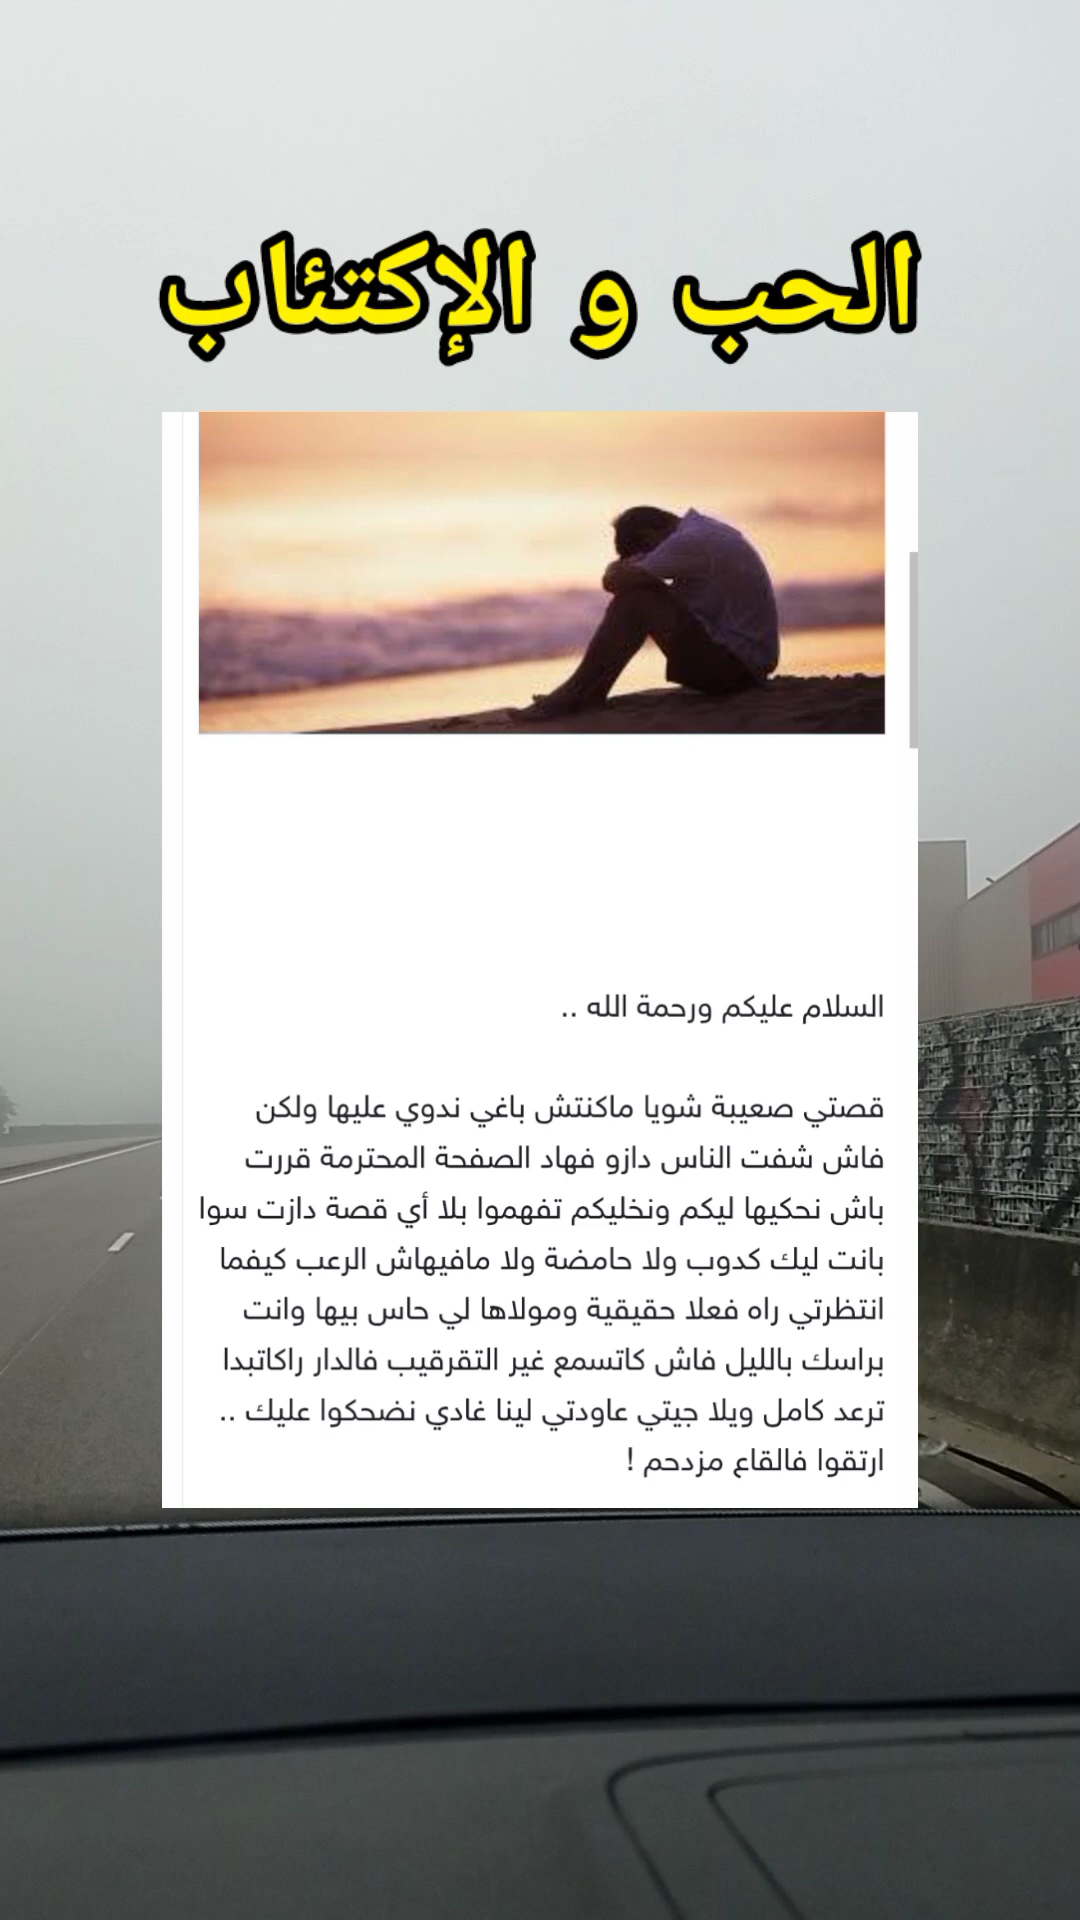 الحب و الإكتئاب
السلام عليكم ورحمة الله ..
قصتي صعيبة شويا ماكنتش باغي ندوي عليها ولكن
فاش شفت الناس دازو فهاد الصفحة المحترمة قررت
باش نحكيها ليكم ونخليكم تفهموا بلا أي قصة دازت سوا
بانت ليك كدوب ولا حامضة ولا مافيهاش الرعب كيفما
انتظرتي راه فعلا حقيقية ومولاها لي حاس بيها وانت
براسك بالليل فاش كاتسمع غير التقرقيب فالدار راكاتبدا
ترعد كامل ويلا جيتي عاودتي لينا غادي نضحكوا عليك ..
ارتقوا فالقاع مزدحم !